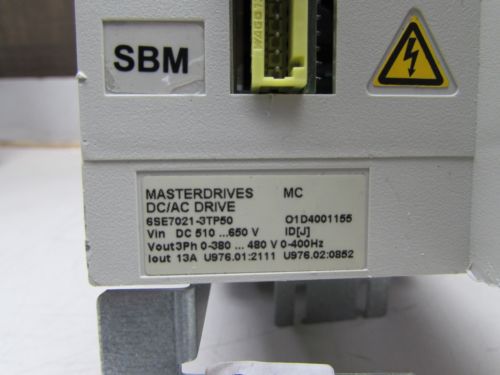 SBM
WAGO
MASTERDRIVES MC
DC/AC DRIVE
6SE7021-3TP50 O1D4001155
Vin DC 510 ...650 V ID[J]
Vout3Ph 0-380 ... 480 V 0-400Hz
Iout 13A U976.01:2111 U976.02:0852